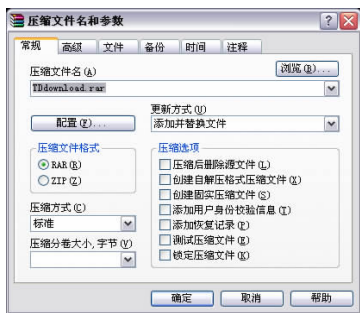 压缩文件名和参数
常规 高级 文件 备份 时间 注释
压缩文件名(A)
浏览(B)...
TDdownload.rar
更新方式(U)
配置(F)...
添加并替换文件
压缩文件格式
RAR(R)
ZIP(Z)
压缩选项
压缩后删除源文件(L)
创建自解压格式压缩文件(X)
创建固实压缩文件(S)
添加用户身份校验信息(I)
添加恢复记录(P)
测试压缩文件(E)
锁定压缩文件(K)
压缩方式(C)
标准
压缩分卷大小,字节(V)
确定 取消 帮助